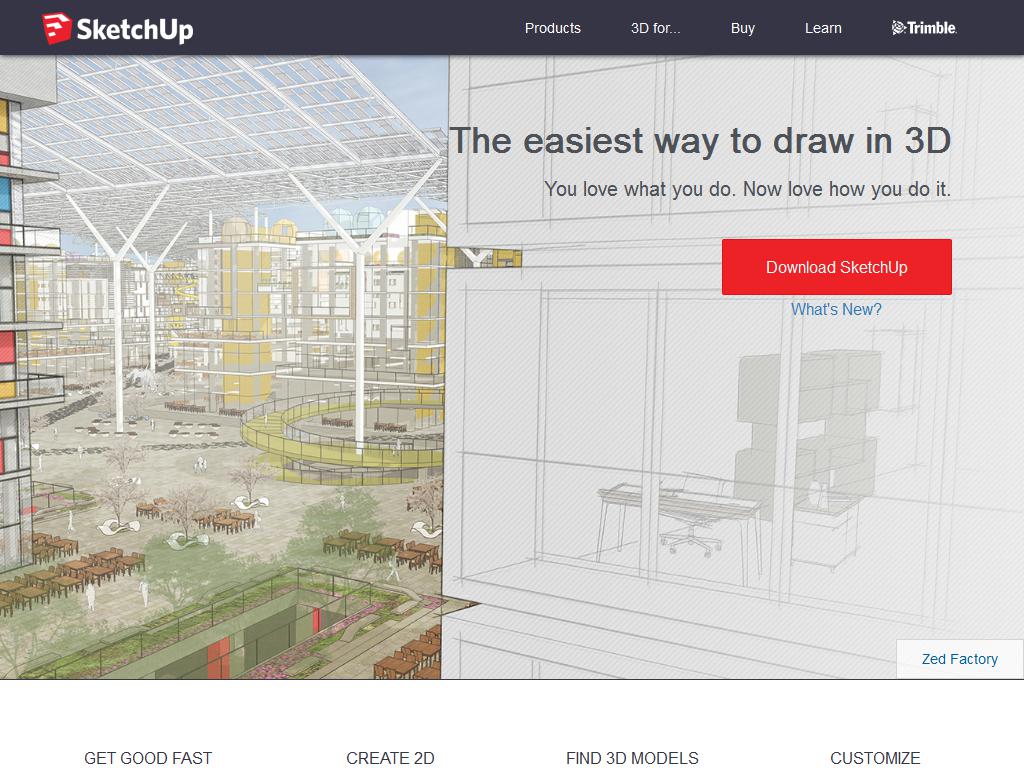 SketchUp
Products
3D for...
Buy
Learn
Trimble
The easiest way to draw in 3D
You love what you do. Now love how you do it.
Download SketchUp
What's New?
Zed Factory
GET GOOD FAST
CREATE 2D
FIND 3D MODELS
CUSTOMIZE